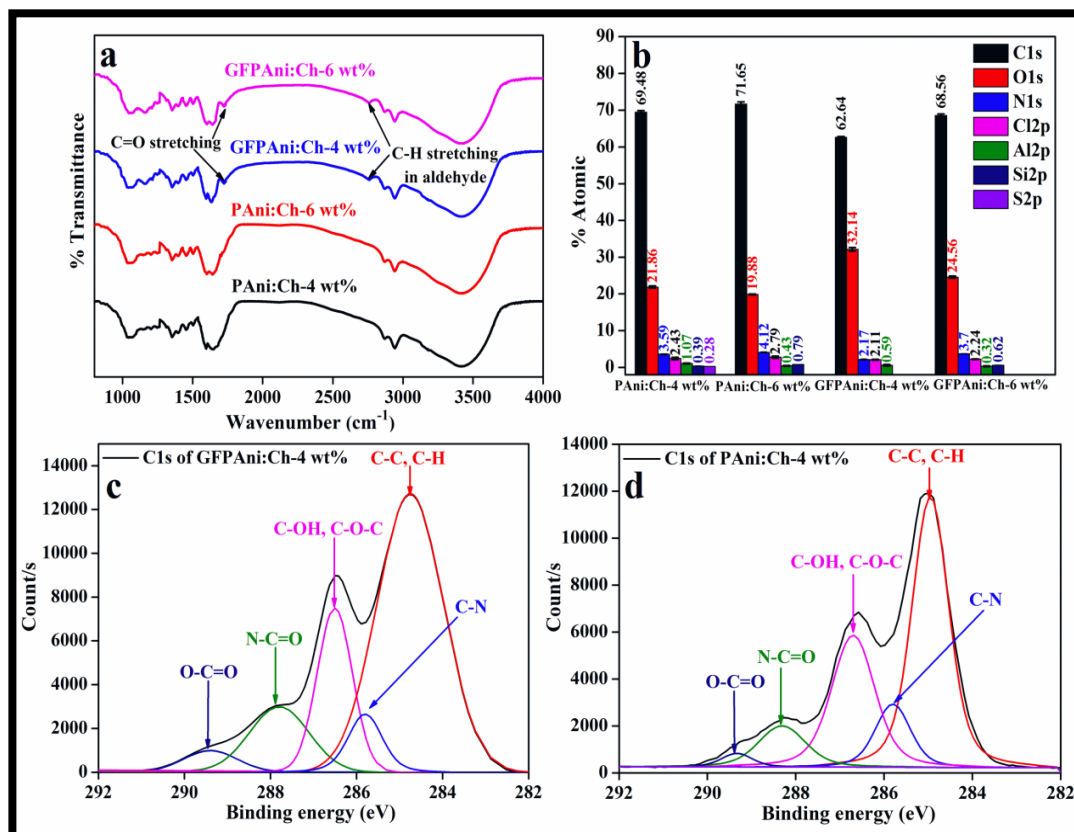 a
GFPAni:Ch-6 wt%
C=O stretching
GFPAni:Ch-4 wt%
C-H stretching
in aldehyde
PAni:Ch-6 wt%
PAni:Ch-4 wt%
% Transmittance
1000 1500 2000 2500 3000 3500 4000
Wavenumber (cm-1)
b
90
80
70
60
50
40
30
20
10
0
% Atomic
C1s
O1s
N1s
Cl2p
Al2p
Si2p
S2p
69.48 21.86 3.59 2.43 1.07 0.39 0.28
71.65 19.88 4.12 2.79 0.43 0.79
62.64 32.14 2.17 2.11 0.59
68.56 24.56 3.7 2.24 0.32 0.62
PAni:Ch-4 wt% PAni:Ch-6 wt% GFPAni:Ch-4 wt% GFPAni:Ch-6 wt%
c
C1s of GFPAni:Ch-4 wt%
C-C, C-H
C-OH, C-O-C
C-N
N-C=O
O-C=O
14000
12000
10000
8000
6000
4000
2000
0
Count/s
292 290 288 286 284 282
Binding energy (eV)
d
C1s of PAni:Ch-4 wt%
C-C, C-H
C-OH, C-O-C
C-N
N-C=O
O-C=O
14000
12000
10000
8000
6000
4000
2000
0
Count/s
292 290 288 286 284 282
Binding energy (eV)